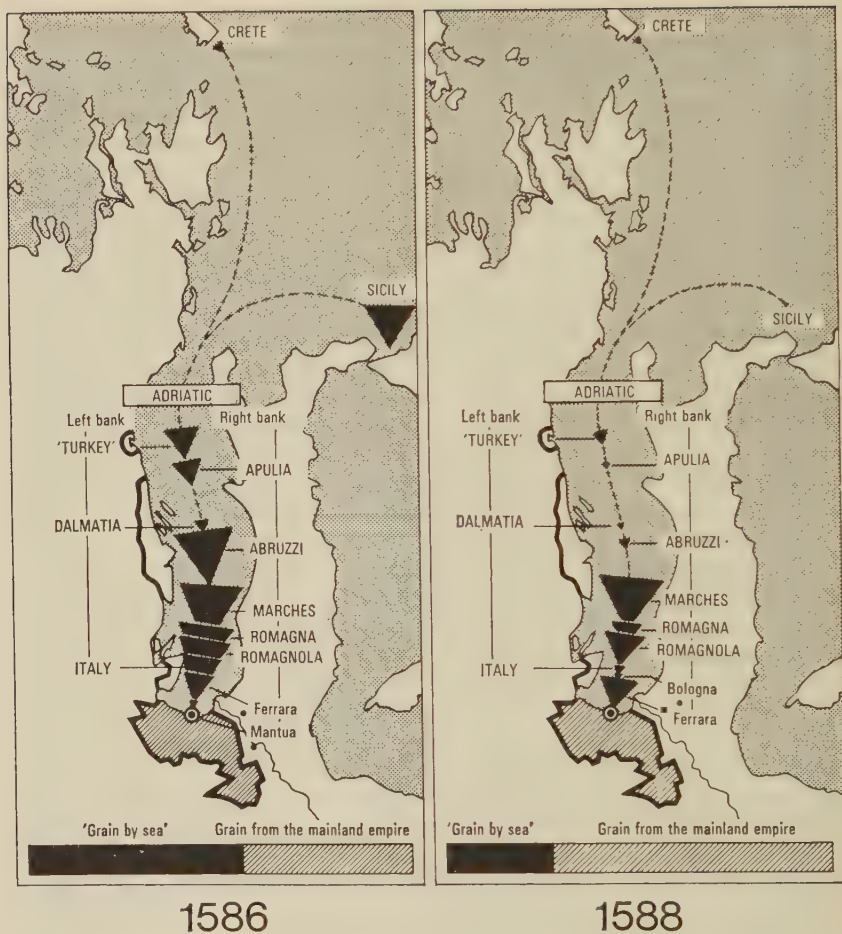 CRETE
SICILY
ADRIATIC
Left bank
Right bank
'TURKEY'
APULIA
DALMATIA
ABRUZZI
MARCHES
ROMAGNA
ROMAGNOLA
ITALY
Ferrara
Mantua
'Grain by sea'
Grain from the mainland empire
1586
CRETE
SICILY
ADRIATIC
Left bank
Right bank
'TURKEY'
APULIA
DALMATIA
ABRUZZI
MARCHES
ROMAGNA
ROMAGNOLA
ITALY
Bologna
Ferrara
'Grain by sea'
Grain from the mainland empire
1588